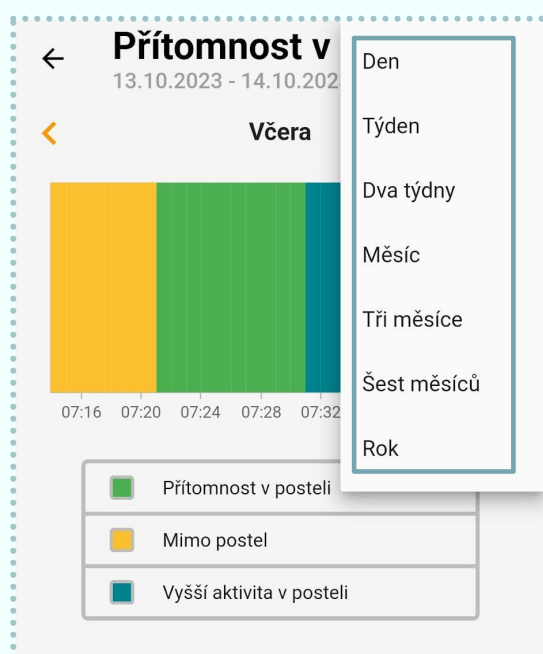 Přítomnost v
13.10.2023 - 14.10.202
Včera
07:16 07:20 07:24 07:28 07:32
Přítomnost v posteli
Mimo postel
Vyšší aktivita v posteli
Den
Týden
Dva týdny
Měsíc
Tři měsíce
Šest měsíců
Rok